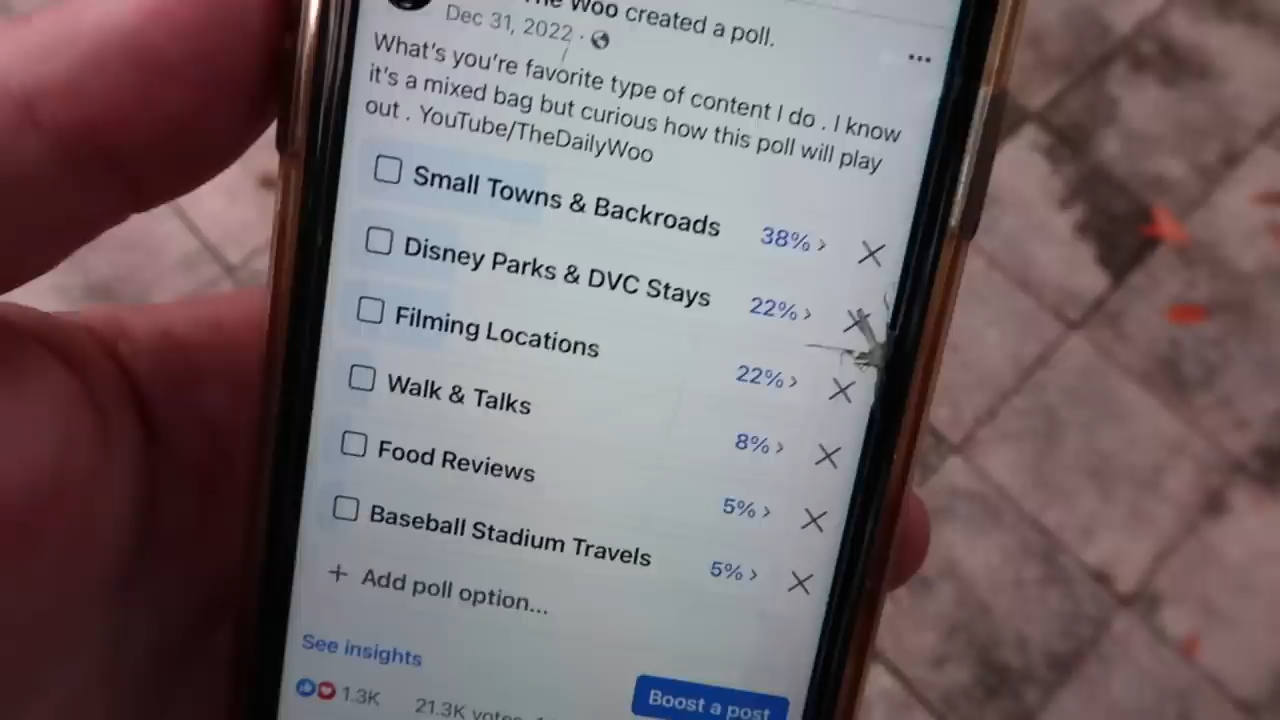 The Woo created a poll.
Dec 31, 2022 ·
What's you're favorite type of content I do . I know
it's a mixed bag but curious how this poll will play
out . YouTube/TheDailyWoo
Small Towns & Backroads 38% >
Disney Parks & DVC Stays 22% >
Filming Locations 22% >
Walk & Talks 8% >
Food Reviews 5% >
Baseball Stadium Travels 5% >
+ Add poll option...
See insights
1.3K 21.3K votes
Boost a post